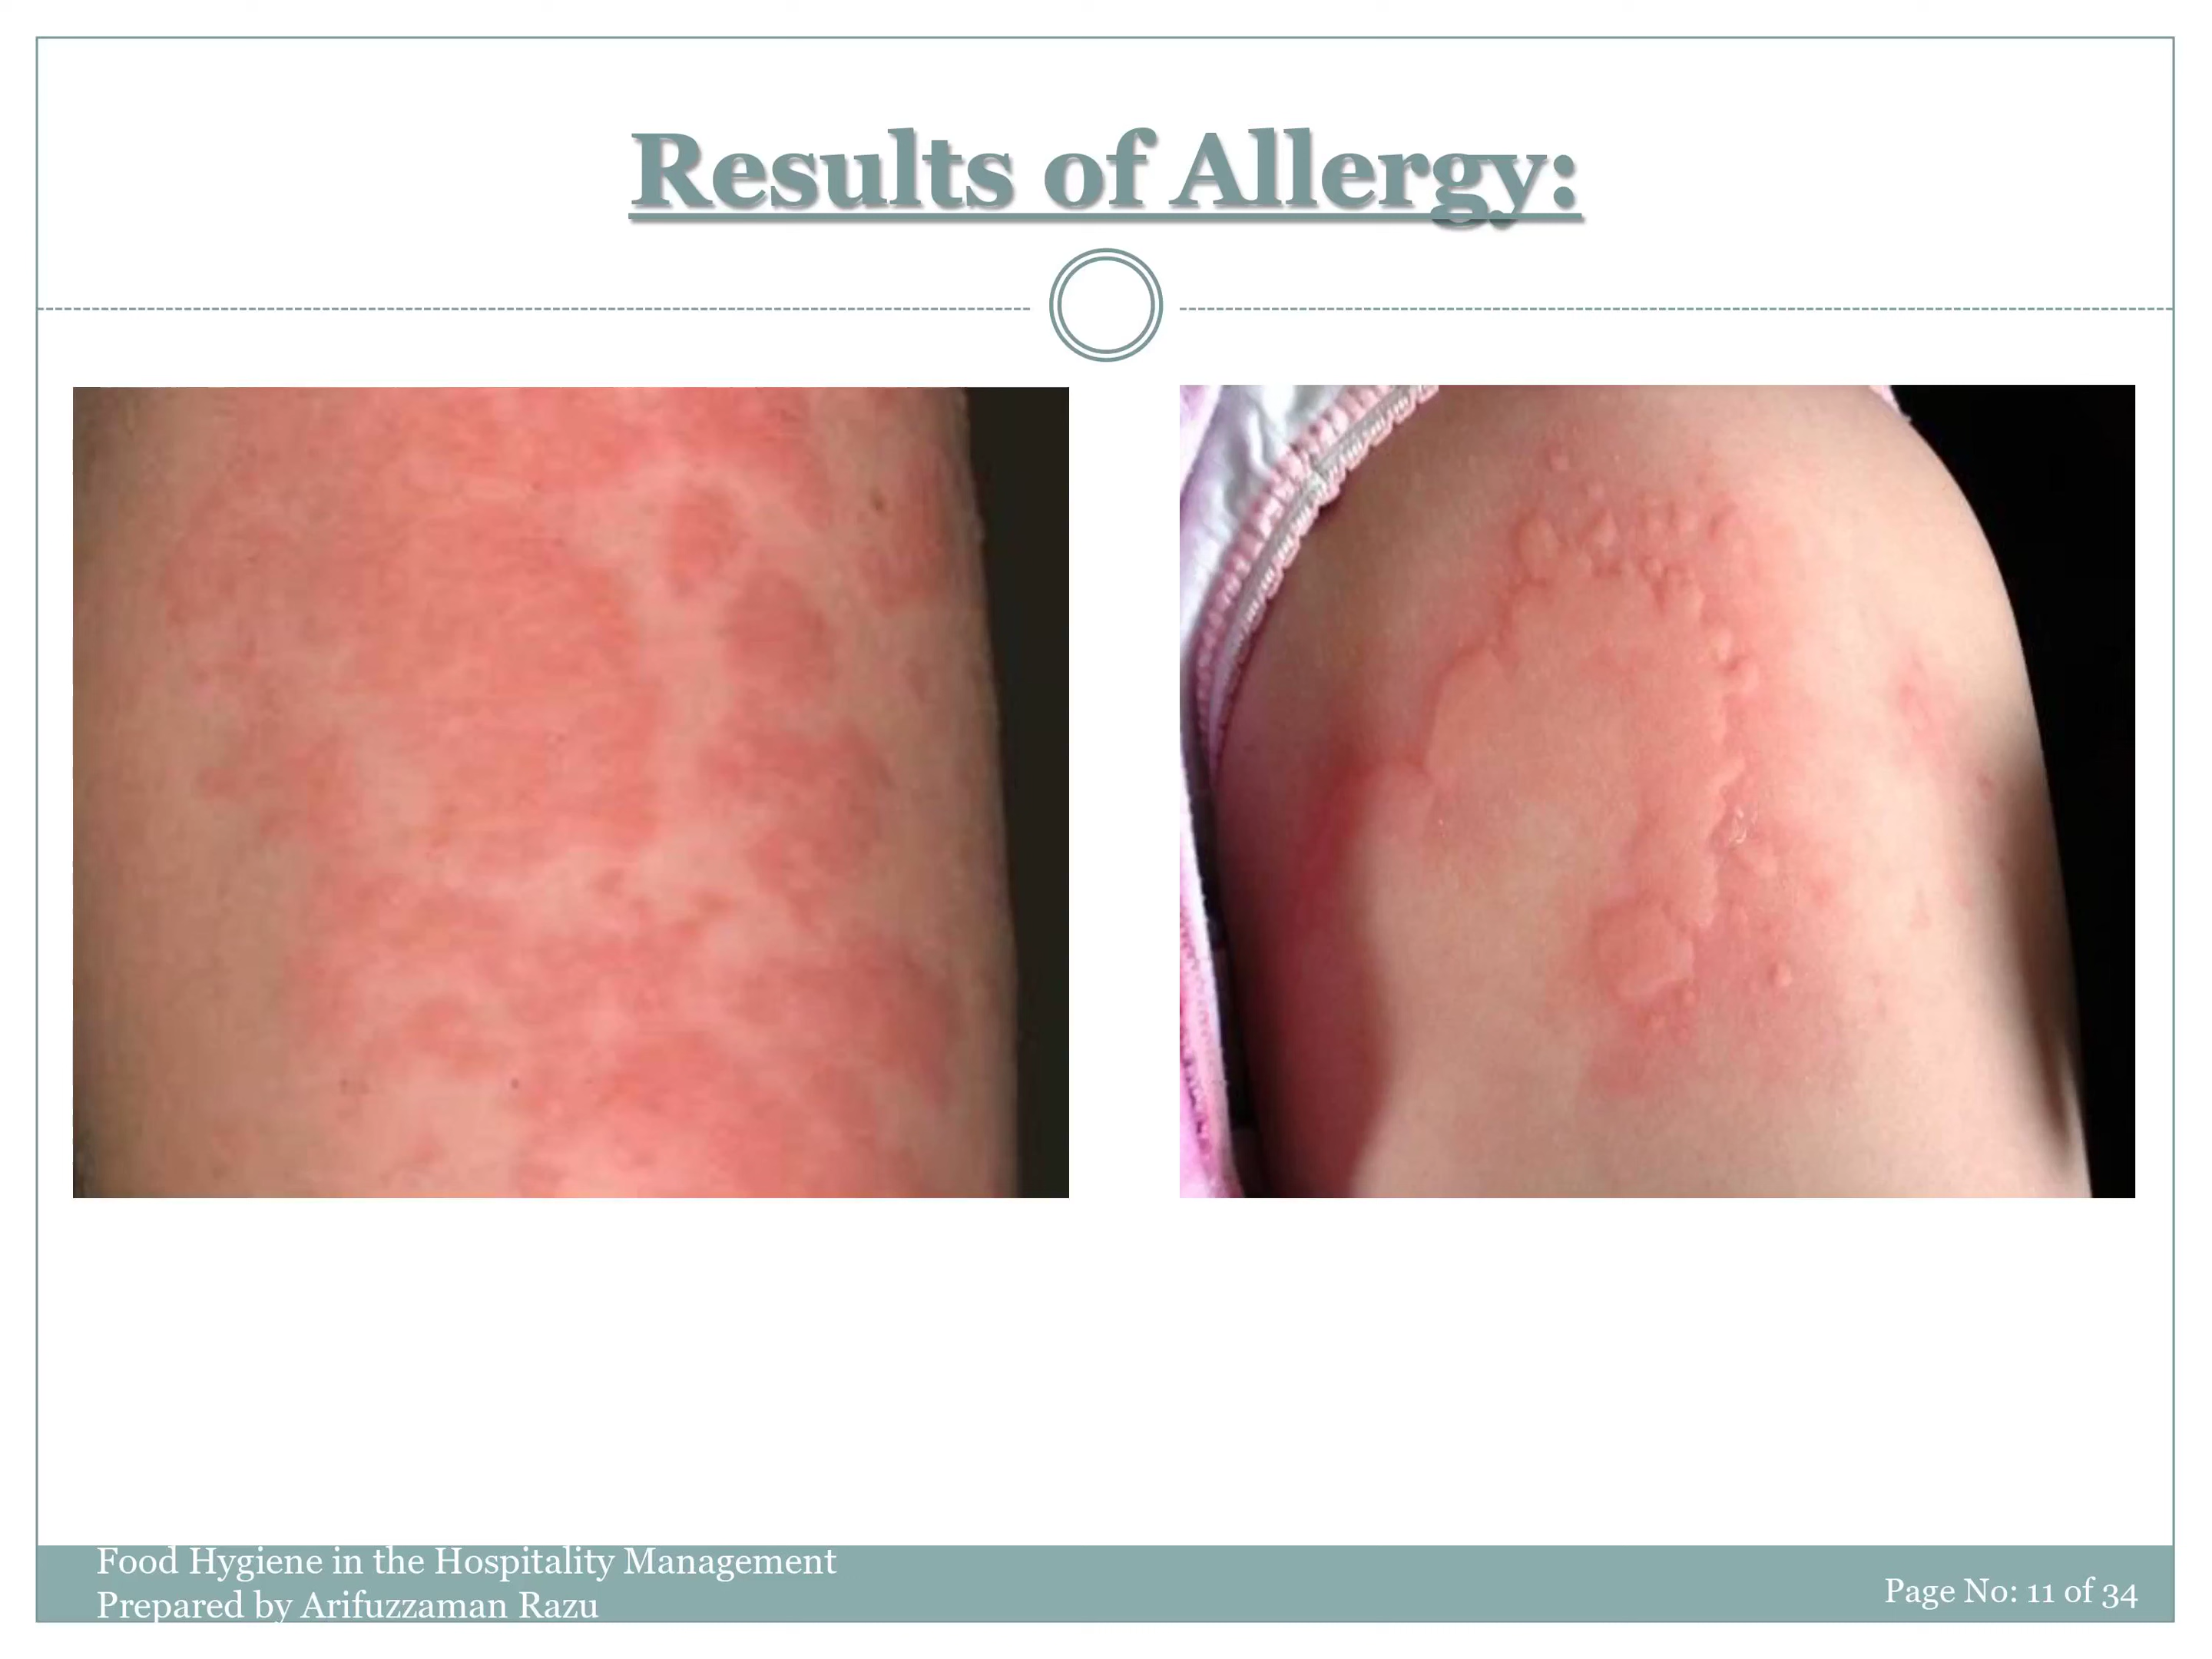 Results of Allergy:
Food Hygiene in the Hospitality Management
Prepared by Arifuzzaman Razu
Page No: 11 of 34